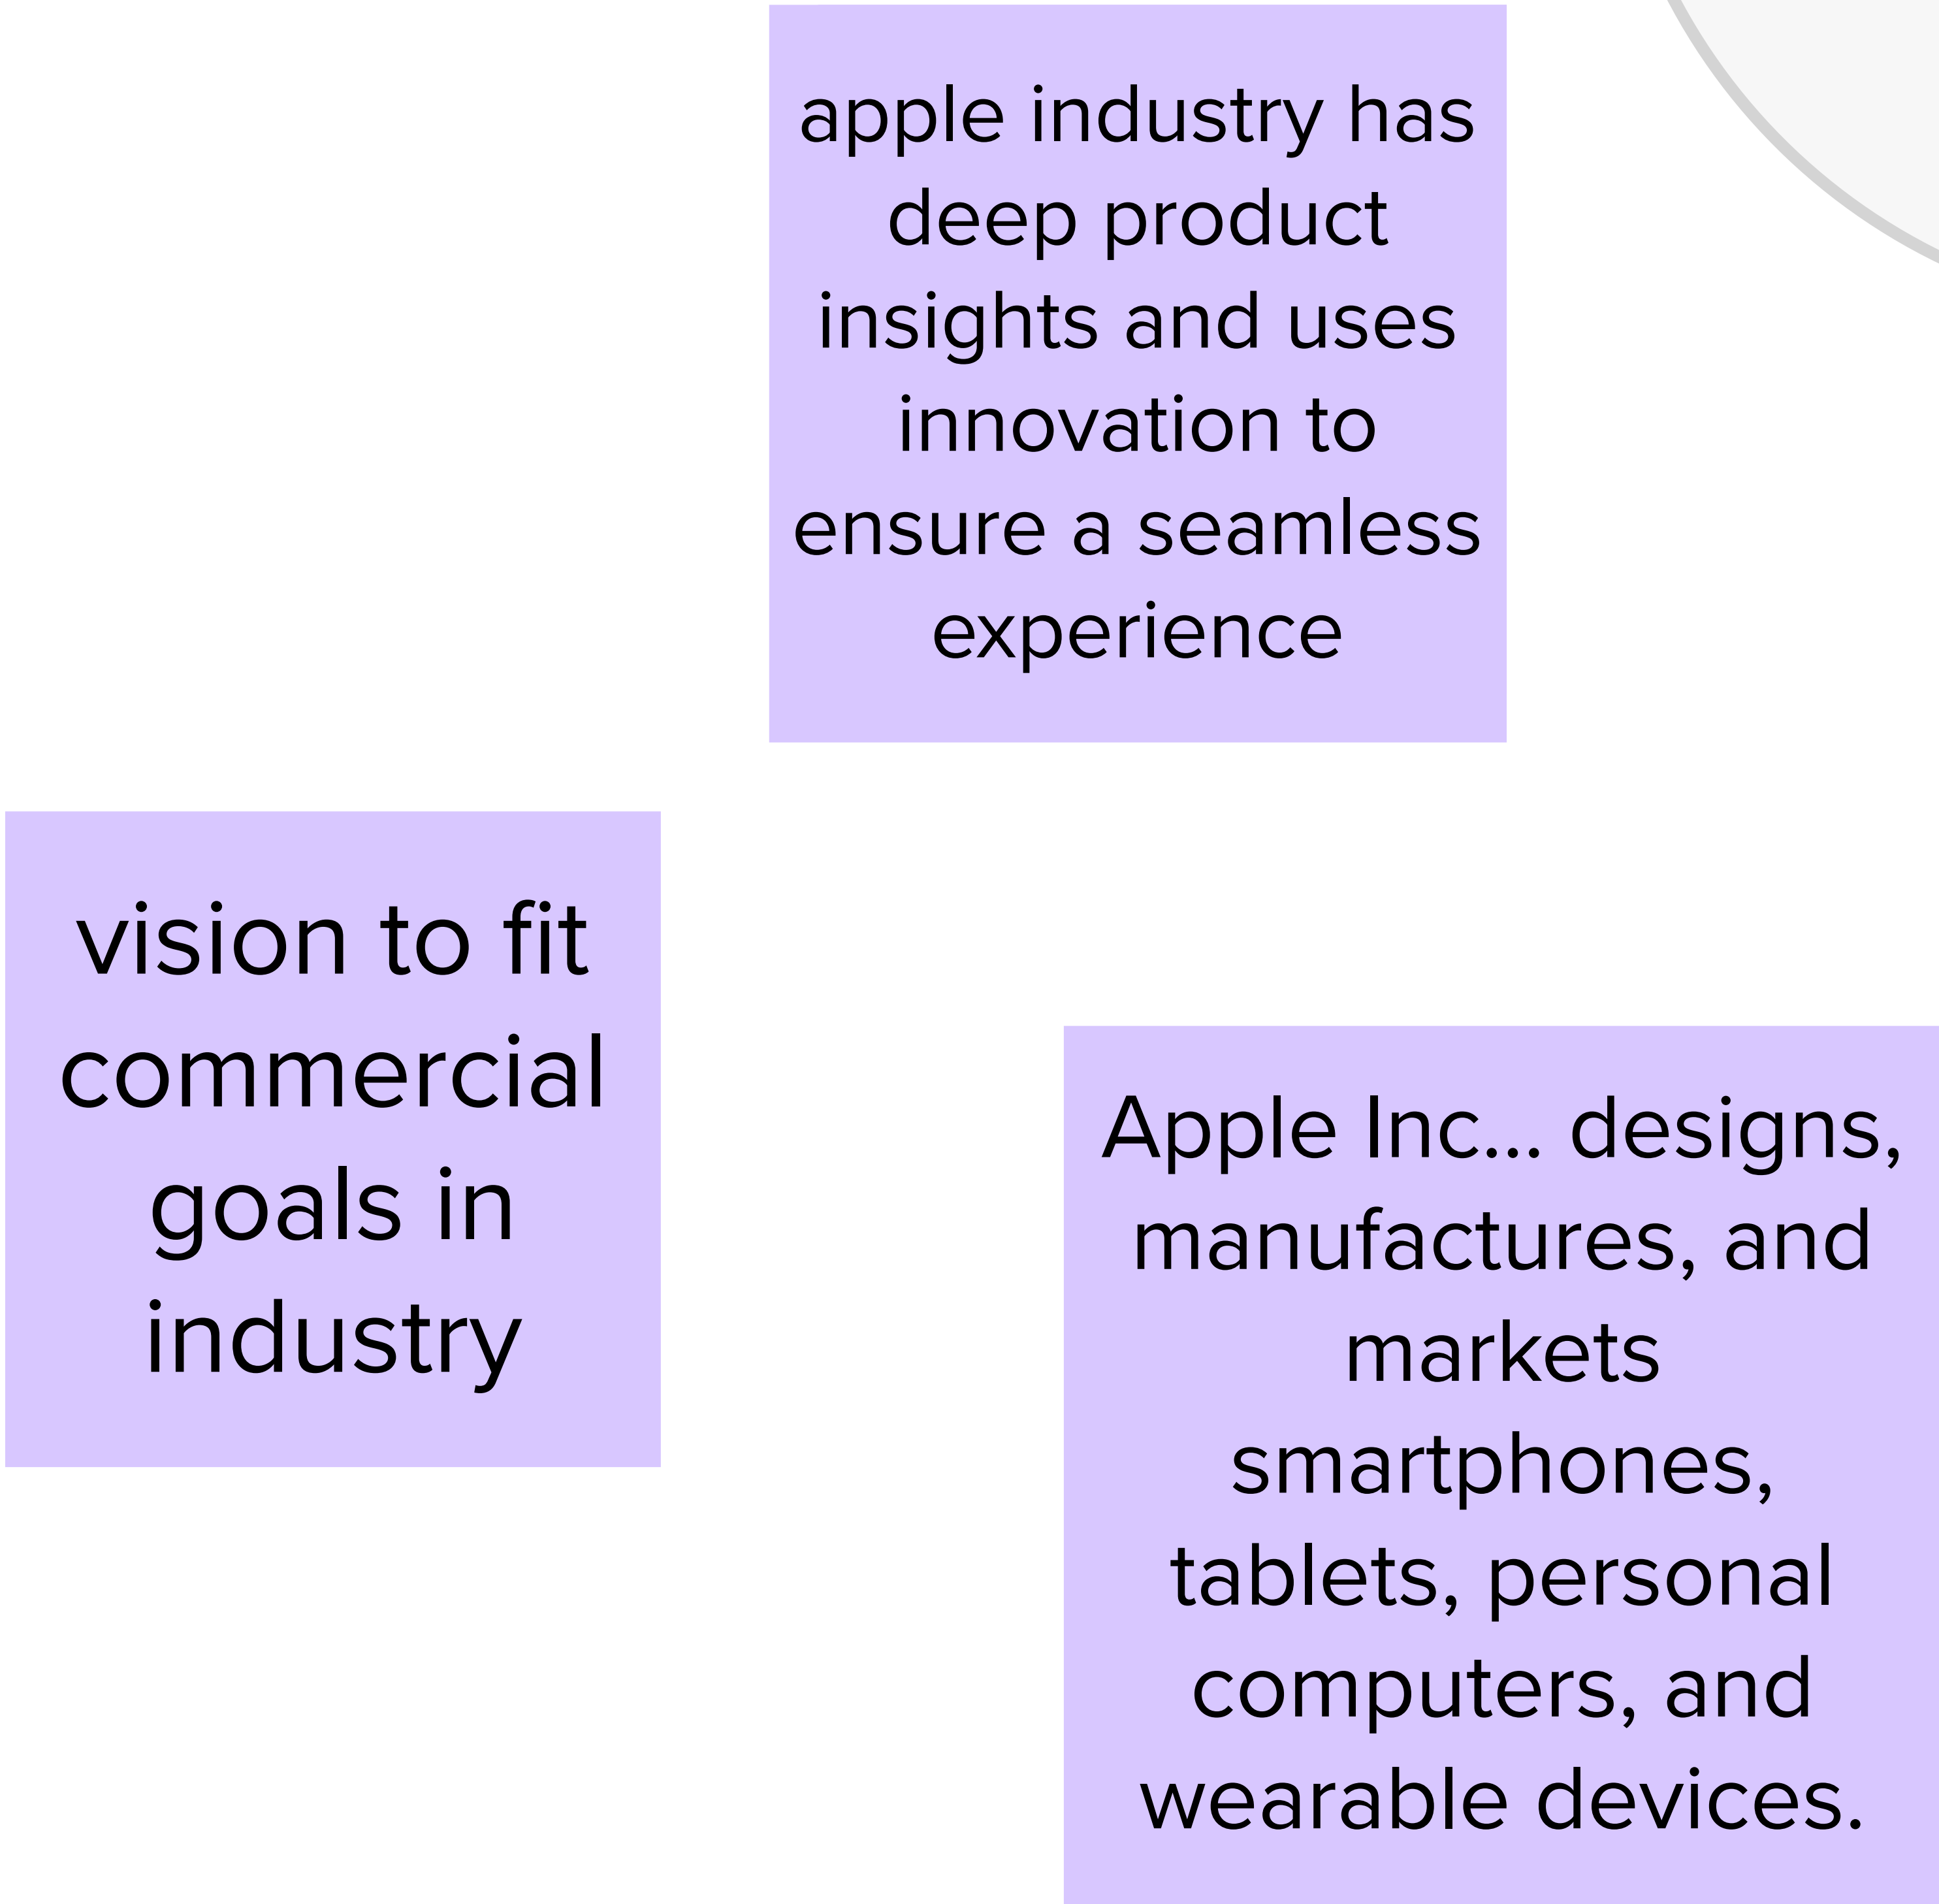 apple industry has
deep product
insights and uses
innovation to
ensure a seamless
experience
vision to fit
commercial
goals in
industry
Apple Inc... designs,
manufactures, and
markets
smartphones,
tablets, personal
computers, and
wearable devices.